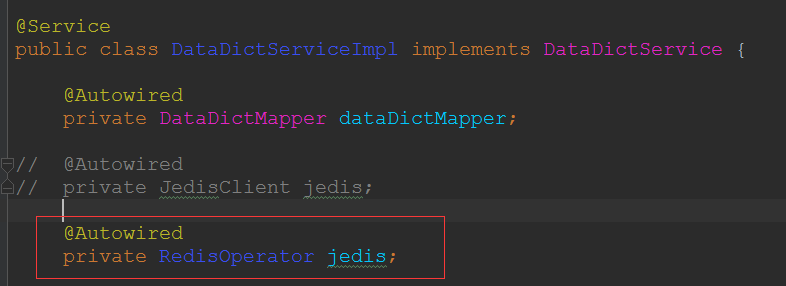 @Service
public class DataDictServiceImpl implements DataDictService {
@Autowired
private DataDictMapper dataDictMapper;
// @Autowired
// private JedisClient jedis;
@Autowired
private RedisOperator jedis;